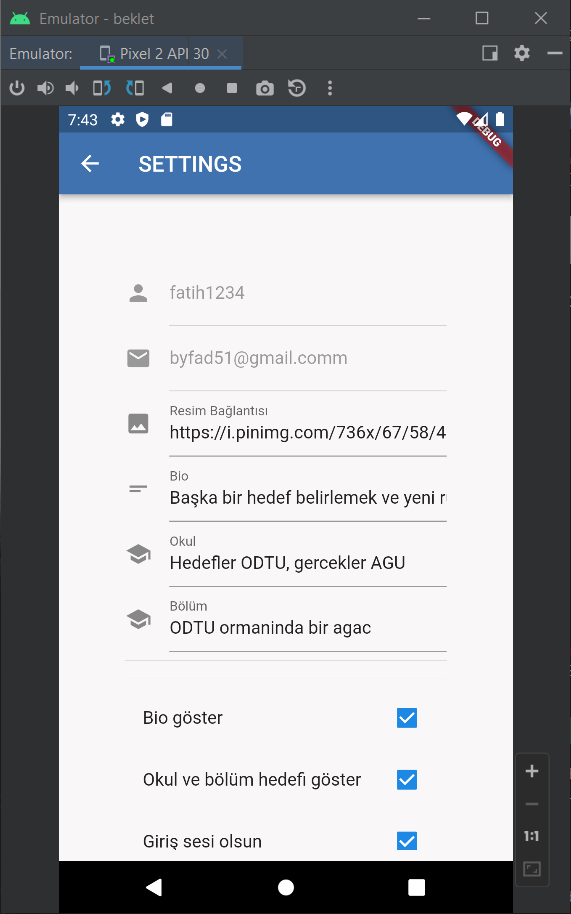 Emulator - beklet
Emulator: Pixel 2 API 30
7:43
DEBUG
SETTINGS
fatih1234
byfad51@gmail.comm
Resim Bağlantısı
https://i.pinimg.com/736x/67/58/4
Bio
Başka bir hedef belirlemek ve yeni r
Okul
Hedefler ODTU, gercekler AGU
Bölüm
ODTU ormaninda bir agac
Bio göster
Okul ve bölüm hedefi göster
Giriş sesi olsun
1:1